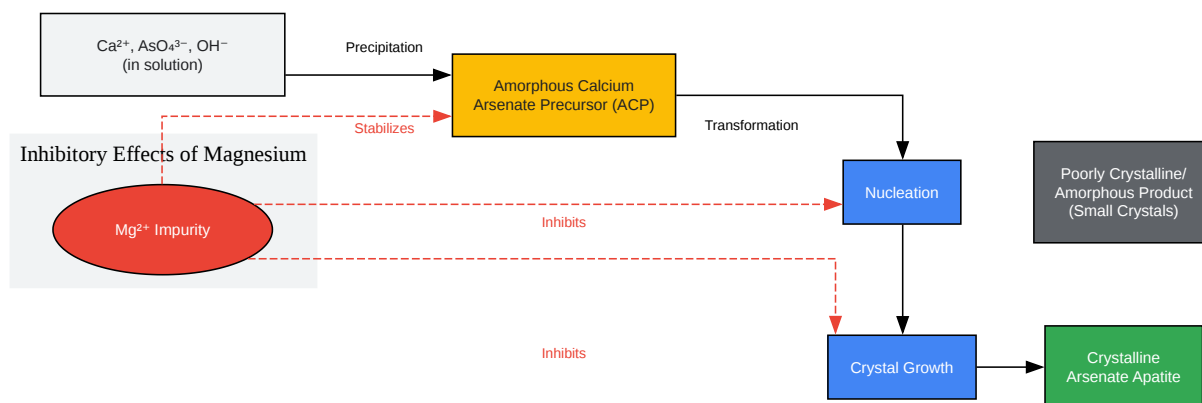 Ca²⁺, AsO₄³⁻, OH⁻
(in solution)
Precipitation
Amorphous Calcium
Arsenate Precursor (ACP)
Stabilizes
Transformation
Inhibitory Effects of Magnesium
Mg²⁺ Impurity
Inhibits
Nucleation
Poorly Crystalline/
Amorphous Product
(Small Crystals)
Inhibits
Crystal Growth
Crystalline
Arsenate Apatite